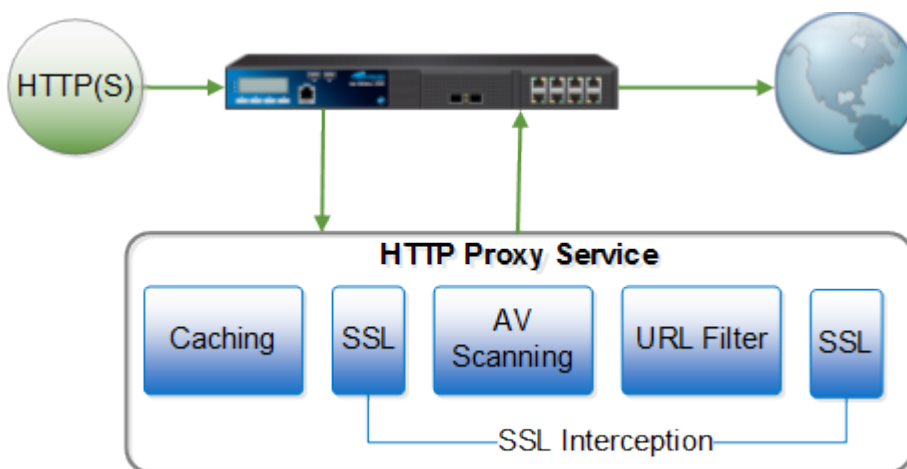 HTTP(S)
HTTP Proxy Service
Caching
SSL
AV
Scanning
URL Filter
SSL
SSL Interception